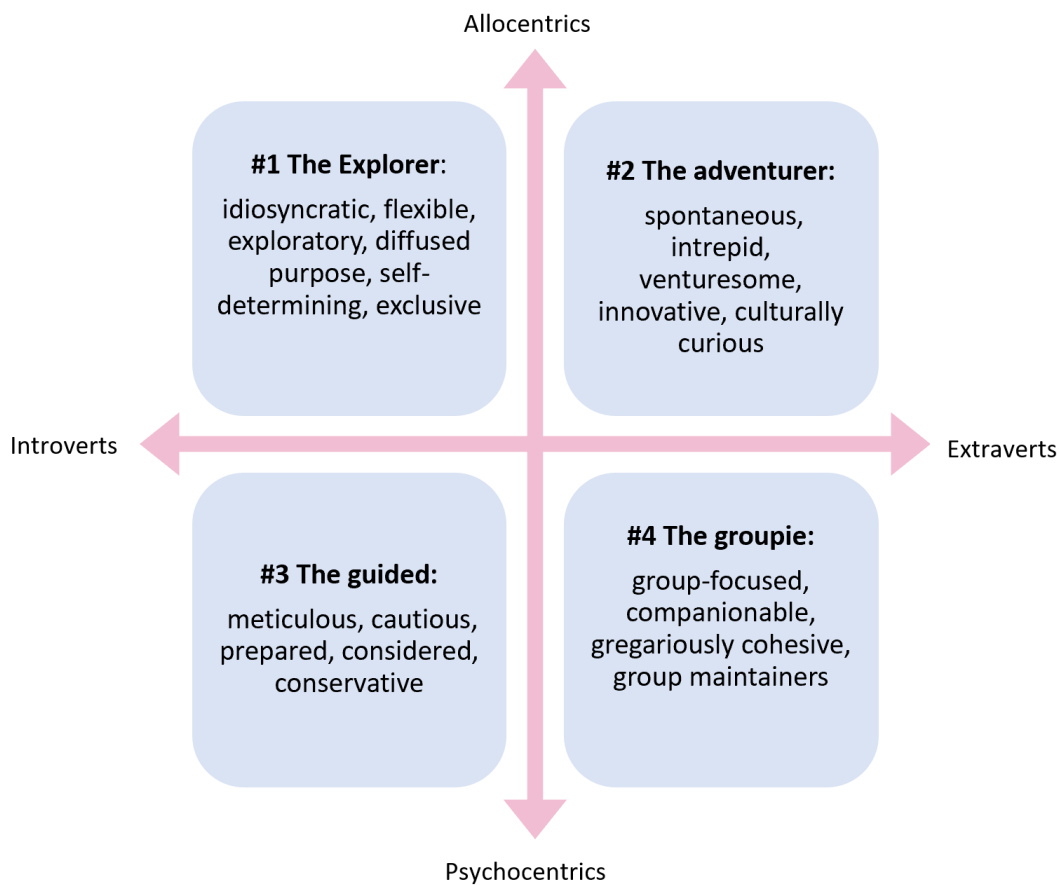 Allocentrics
#1 The Explorer:
idiosyncratic, flexible,
exploratory, diffused
purpose, self-
determining, exclusive
#2 The adventurer:
spontaneous,
intrepid,
venturesome,
innovative, culturally
curious
Introverts
Extraverts
#3 The guided:
meticulous, cautious,
prepared, considered,
conservative
#4 The groupie:
group-focused,
companionable,
gregariously cohesive,
group maintainers
Psychocentrics